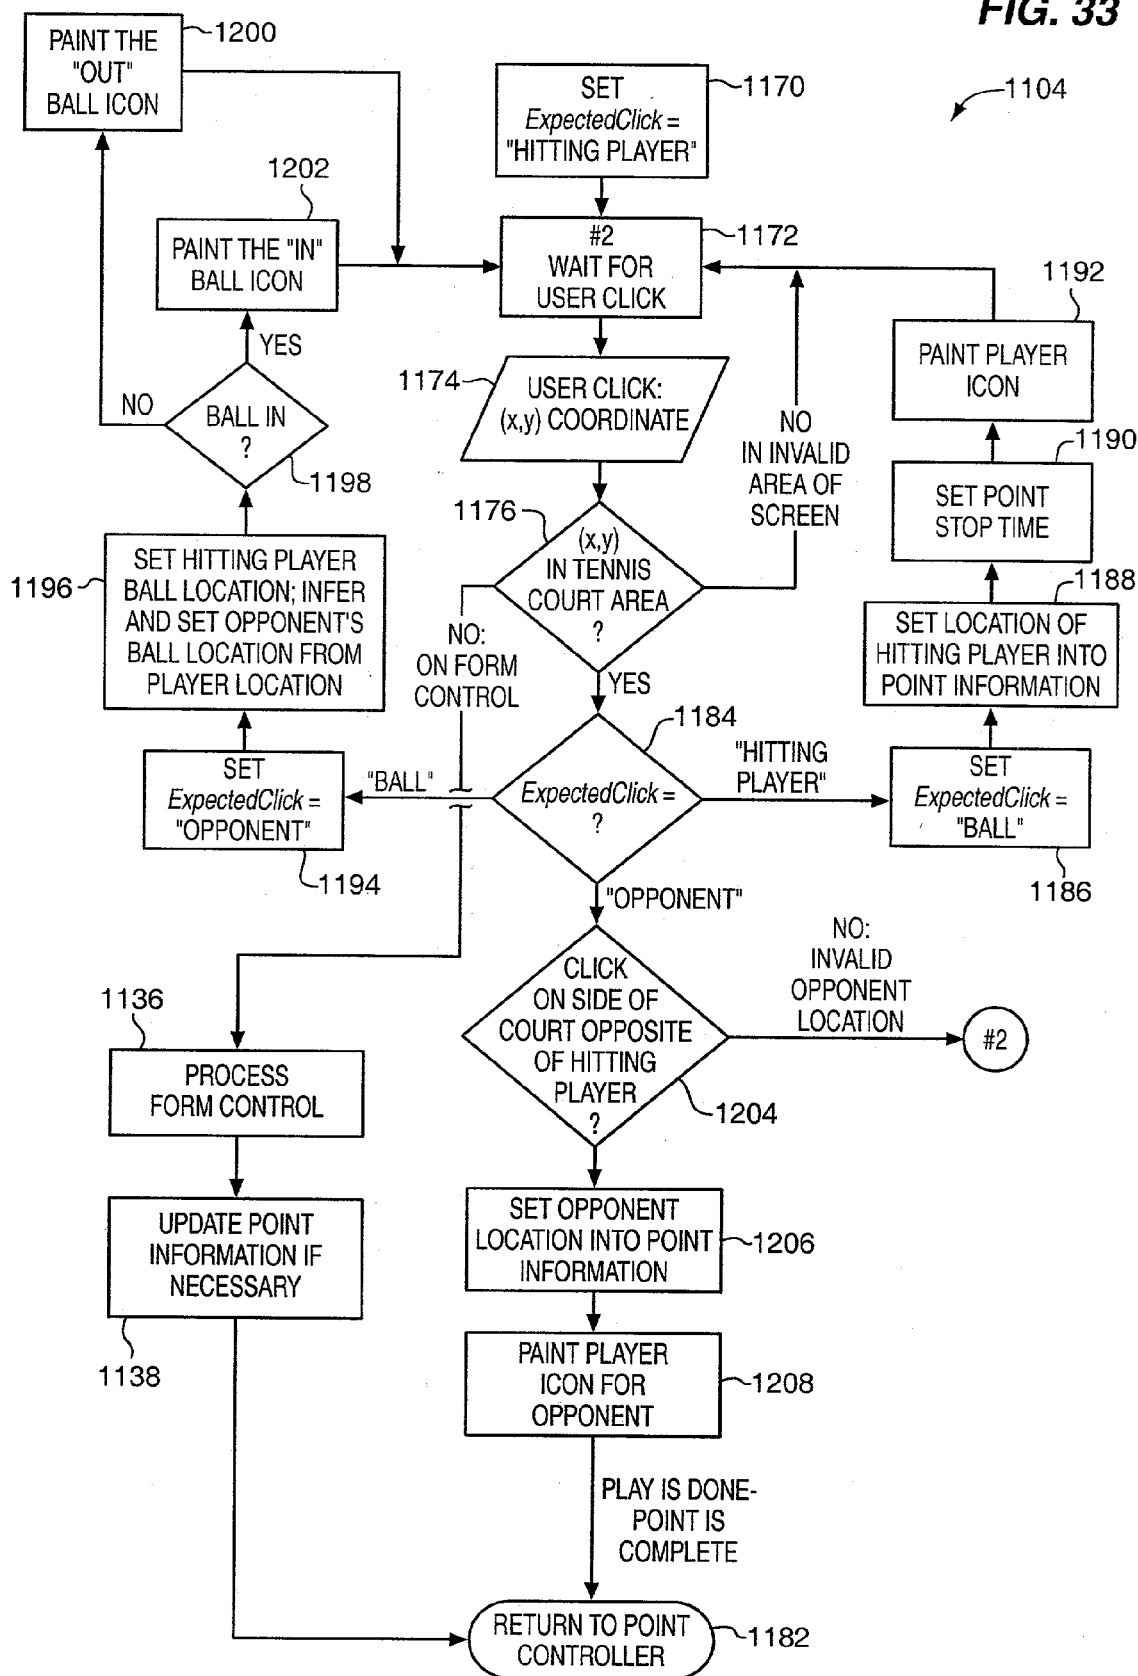 FIG. 33
1104
PAINT THE
"OUT"
BALL ICON
1200
SET
ExpectedClick =
"HITTING PLAYER"
1170
1202
PAINT THE "IN"
BALL ICON
#2
WAIT FOR
USER CLICK
1172
1192
PAINT PLAYER
ICON
YES
NO
BALL IN
?
1198
1174
USER CLICK:
(x,y) COORDINATE
NO
IN INVALID
AREA OF
SCREEN
1190
SET POINT
STOP TIME
1176
(x,y)
IN TENNIS
COURT AREA
?
1188
SET LOCATION OF
HITTING PLAYER INTO
POINT INFORMATION
1196
SET HITTING PLAYER
BALL LOCATION; INFER
AND SET OPPONENT'S
BALL LOCATION FROM
PLAYER LOCATION
NO:
ON FORM
CONTROL
YES
1184
"HITTING
PLAYER"
"BALL"
ExpectedClick =
?
SET
ExpectedClick =
"OPPONENT"
1194
SET
ExpectedClick =
"BALL"
1186
"OPPONENT"
CLICK
ON SIDE OF
COURT OPPOSITE
OF HITTING
PLAYER
?
1204
NO:
INVALID
OPPONENT
LOCATION
#2
1136
PROCESS
FORM CONTROL
UPDATE POINT
INFORMATION IF
NECESSARY
1138
SET OPPONENT
LOCATION INTO POINT
INFORMATION
1206
PAINT PLAYER
ICON FOR
OPPONENT
1208
PLAY IS DONE-
POINT IS
COMPLETE
RETURN TO POINT
CONTROLLER
1182